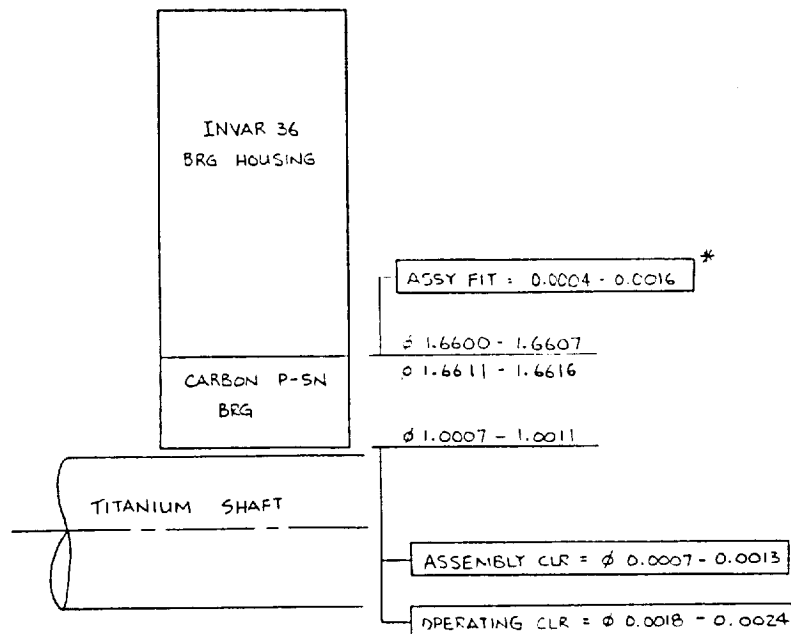 INVAR 36
BRG HOUSING
ASSY FIT = 0.0004 - 0.0016 *
ø 1.6600 - 1.6607
ø 1.6611 - 1.6616
CARBON P-5N
BRG
ø 1.0007 - 1.0011
TITANIUM SHAFT
ASSEMBLY CLR = ø 0.0007 - 0.0013
OPERATING CLR = ø 0.0018 - 0.0024